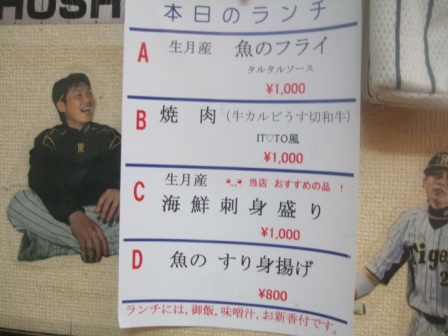 HOSH
本日のランチ
A 生月産 魚のフライ
タルタルソース
¥1,000
B 焼 肉 (牛カルビうす切和牛)
IT♡TO風
¥1,000
C 生月産 当店 おすすめの品 !
海鮮刺身盛り
¥1,000
D 魚の すり身揚げ
¥800
ランチには,御飯,味噌汁,お新香付です。
Tigers